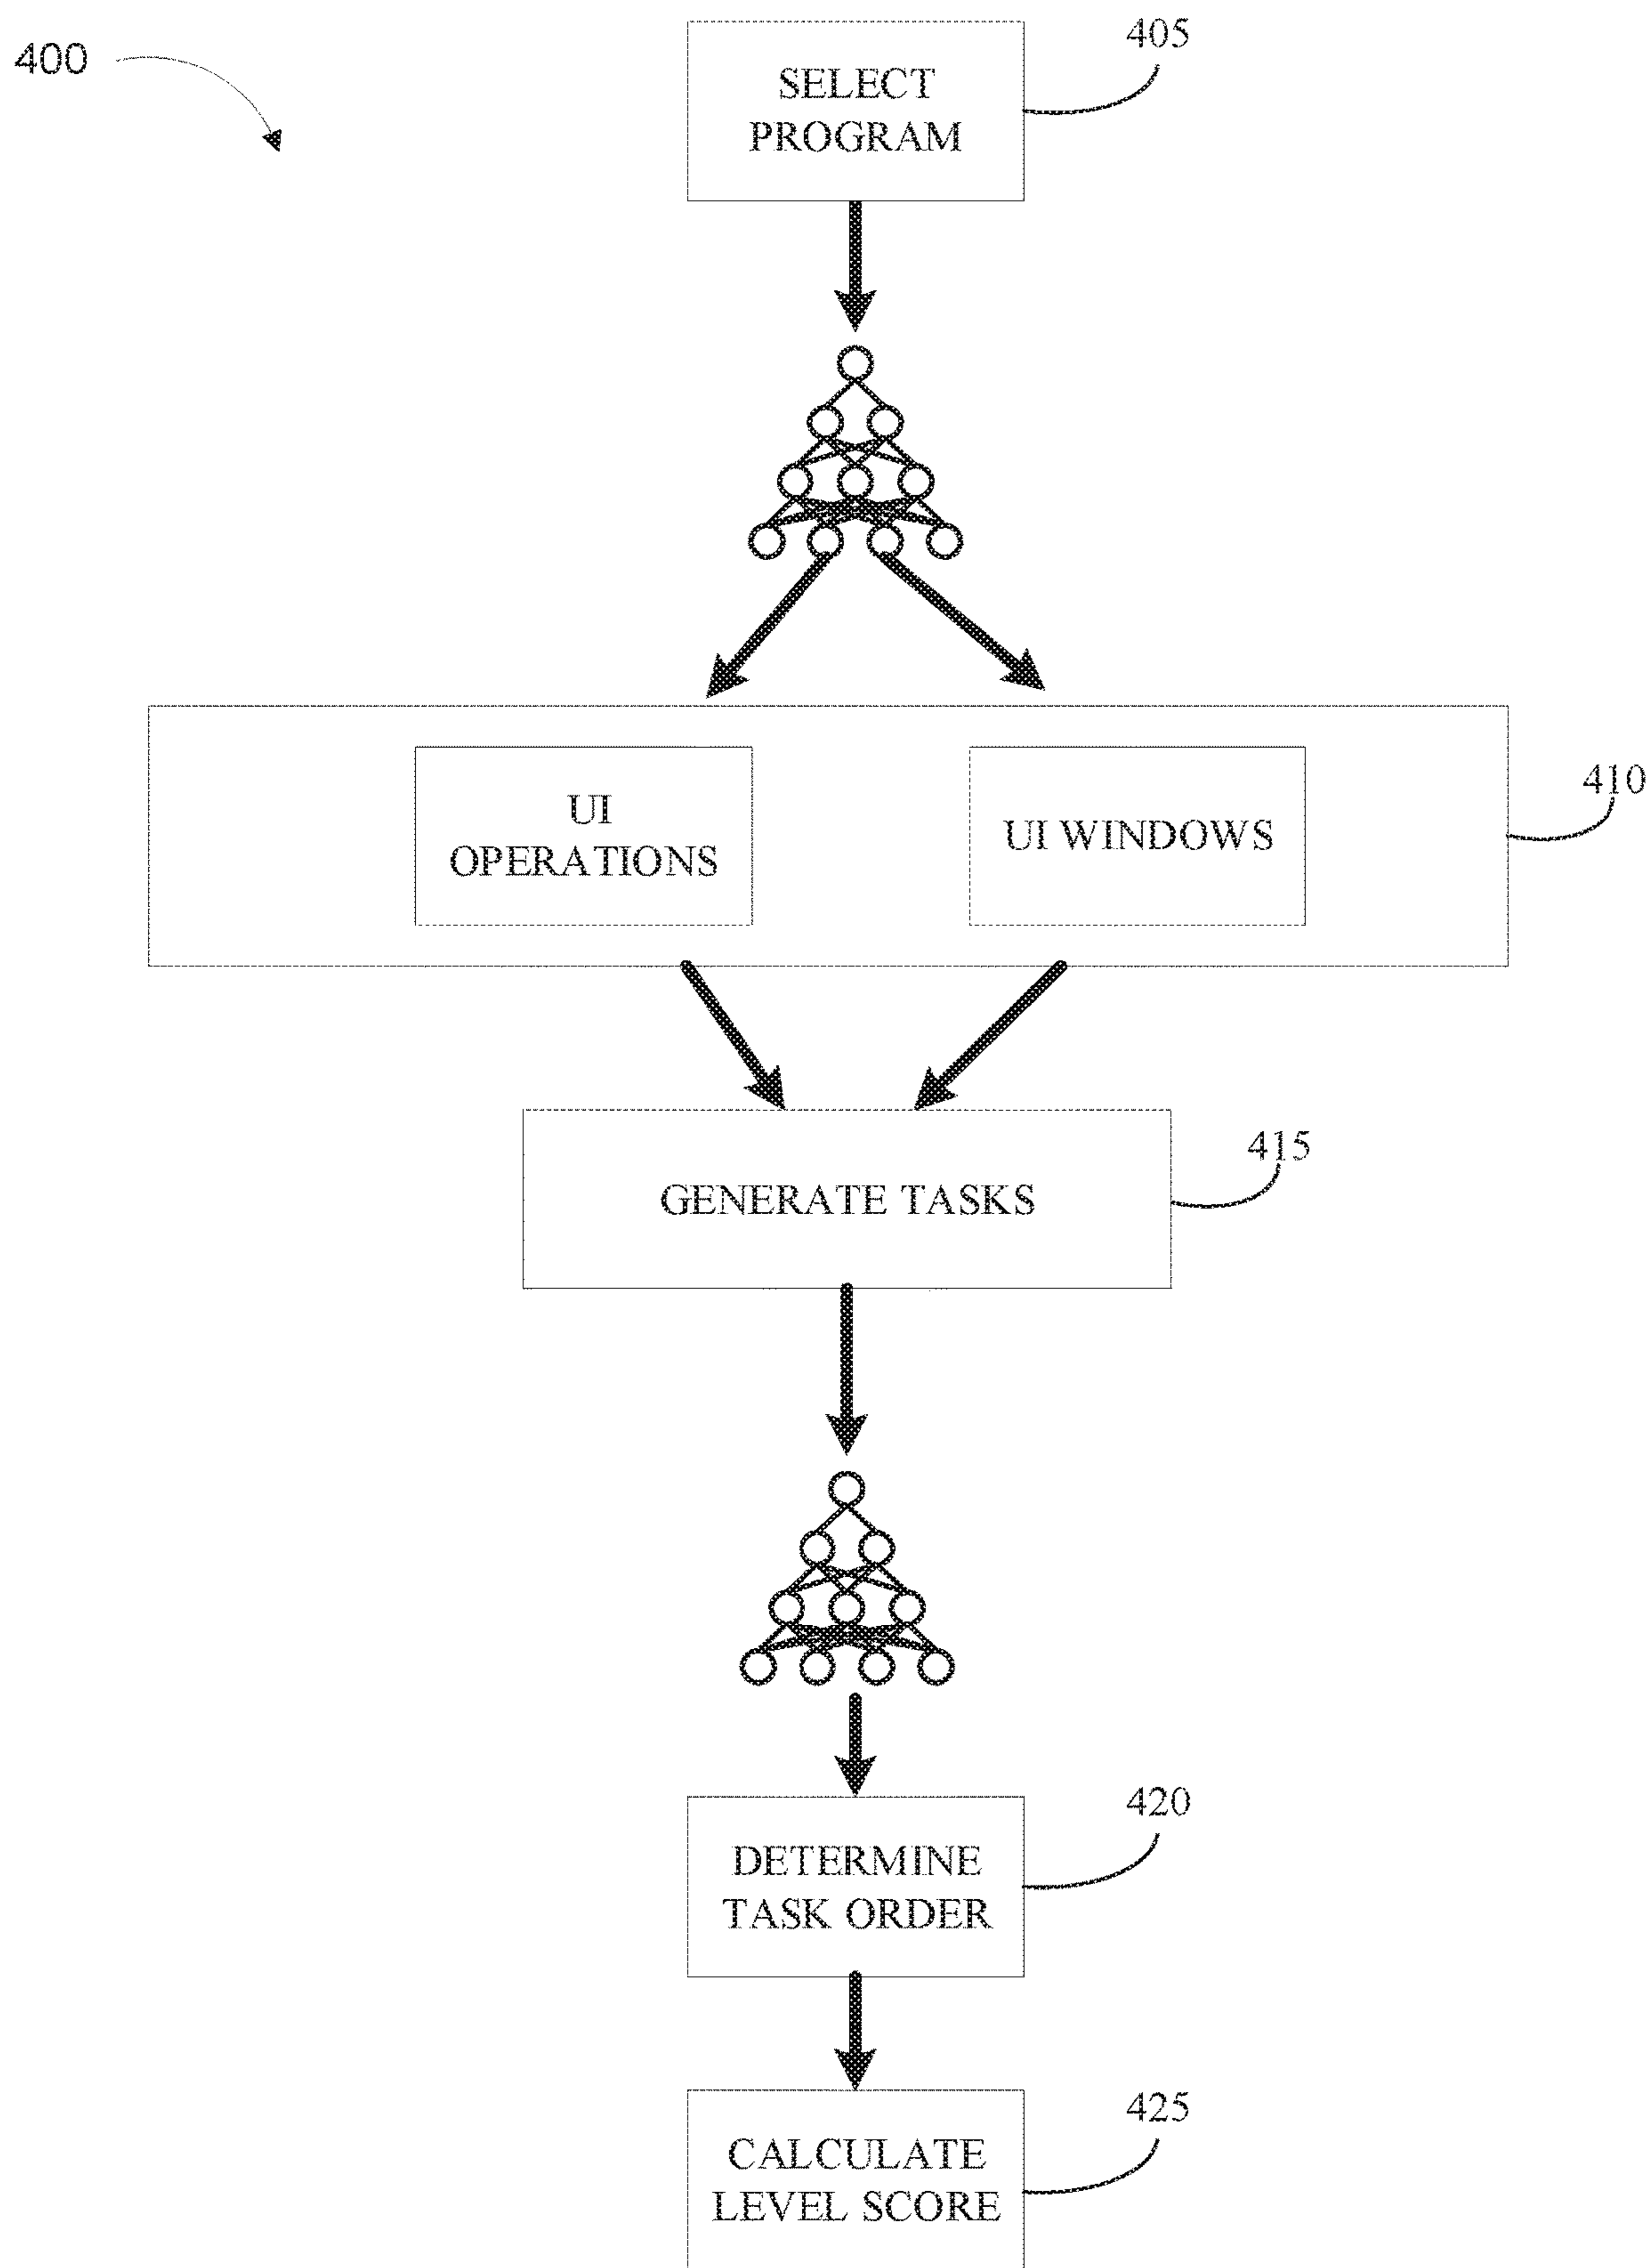 400
405
SELECT
PROGRAM
UI
OPERATIONS
UI WINDOWS
410
GENERATE TASKS
415
DETERMINE
TASK ORDER
420
CALCULATE
LEVEL SCORE
425